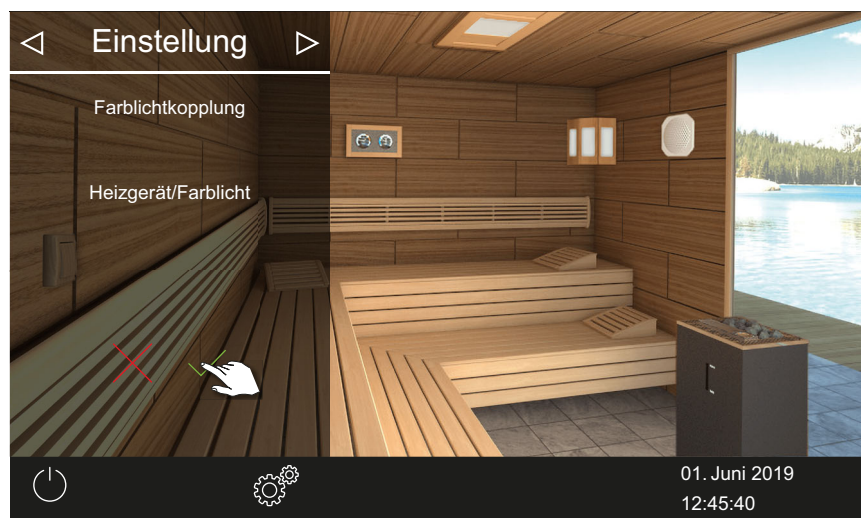 Einstellung
Farblichtkopplung
Heizgerät/Farblicht
01. Juni 2019
12:45:40